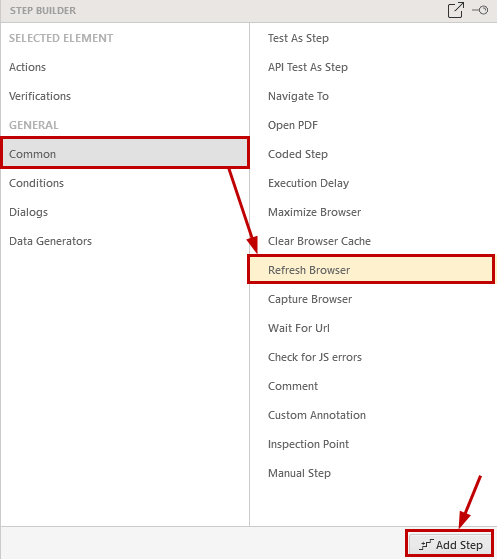 STEP BUILDER
SELECTED ELEMENT
Actions
Verifications
GENERAL
Common
Conditions
Dialogs
Data Generators
Test As Step
API Test As Step
Navigate To
Open PDF
Coded Step
Execution Delay
Maximize Browser
Clear Browser Cache
Refresh Browser
Capture Browser
Wait For Url
Check for JS errors
Comment
Custom Annotation
Inspection Point
Manual Step
Add Step